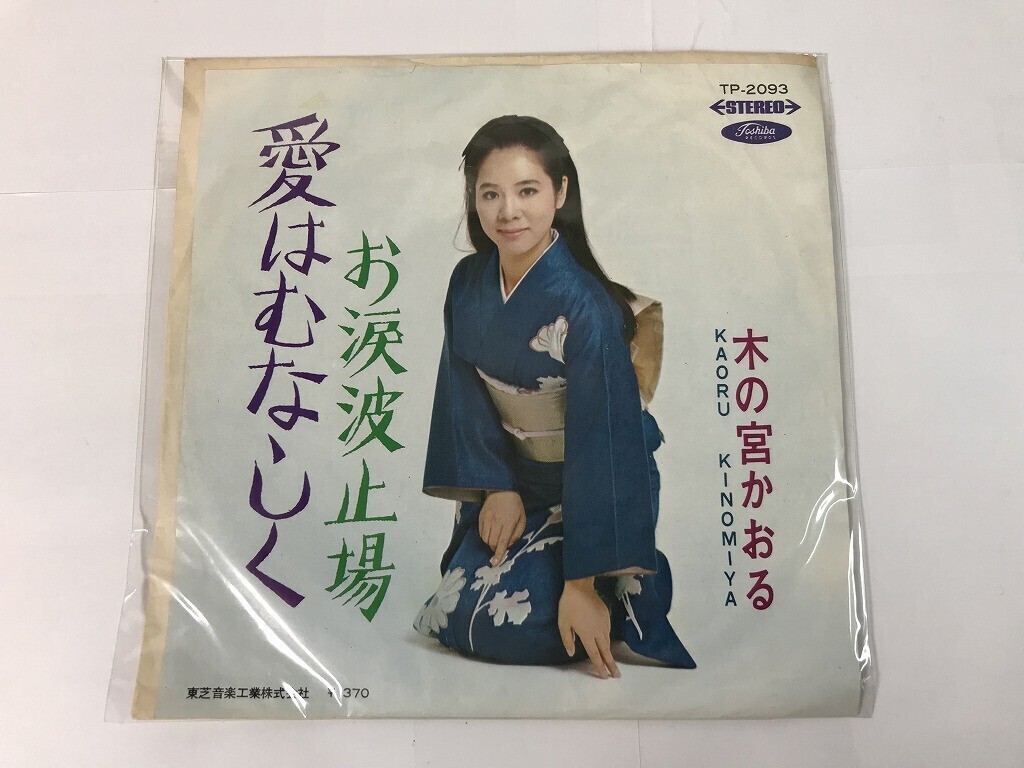 TP-2093
STEREO
Toshiba
RECORDS
愛はむなしく
お涙波止場
木の宮かおる
KAORU KINOMIYA
東芝音楽工業株式会社 ¥370